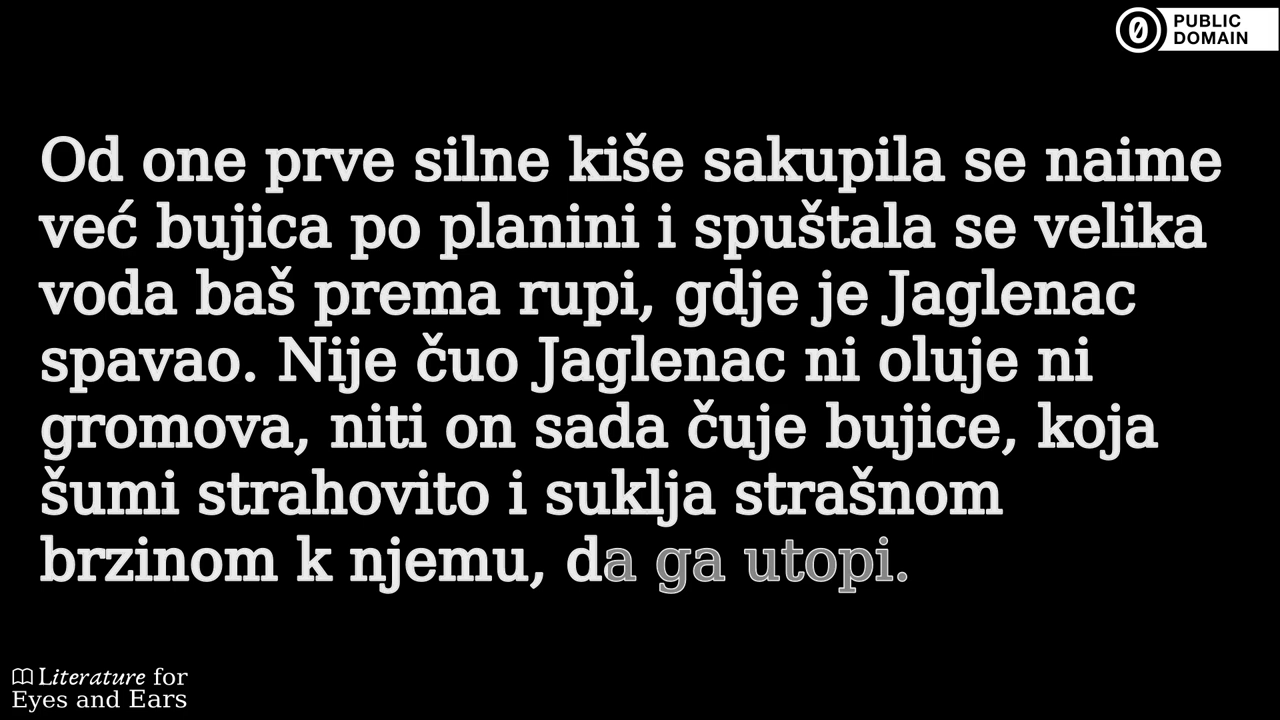 PUBLIC
DOMAIN
Od one prve silne kiše sakupila se naime
već bujica po planini i spuštala se velika
voda baš prema rupi, gdje je Jaglenac
spavao. Nije čuo Jaglenac ni oluje ni
gromova, niti on sada čuje bujice, koja
šumi strahovito i suklja strašnom
brzinom k njemu, da ga utopi.
Literature for
Eyes and Ears